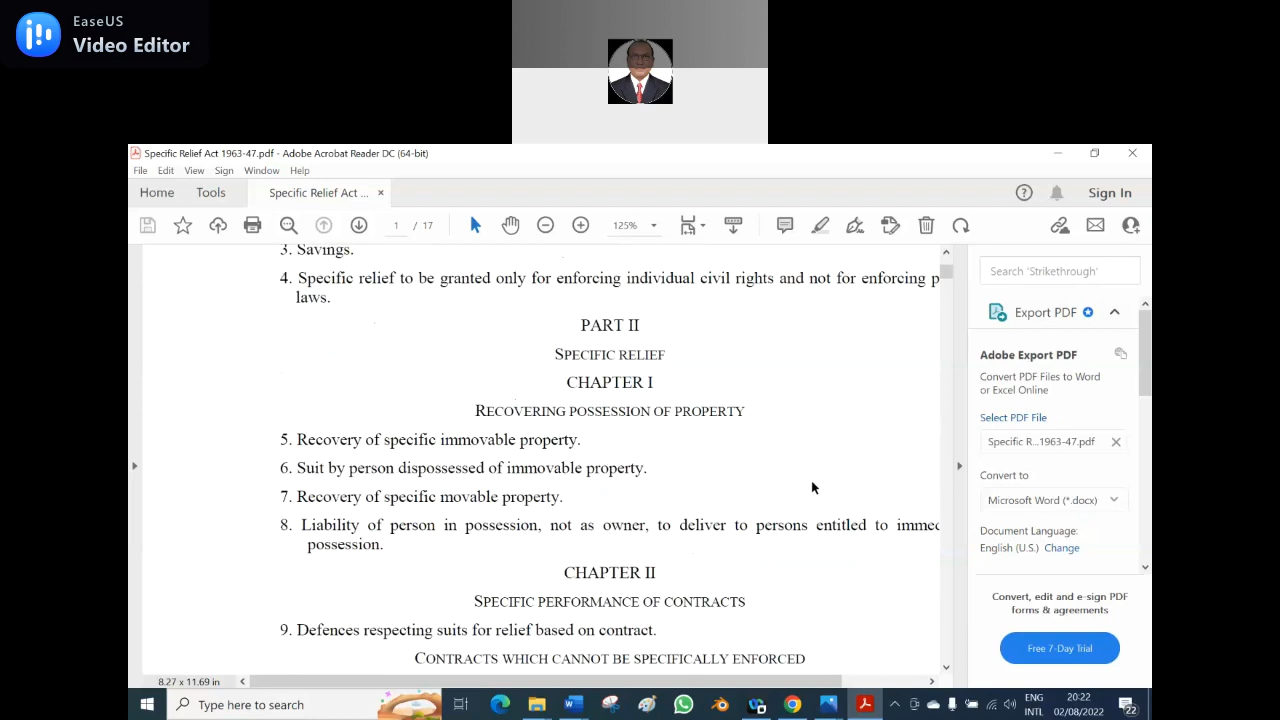 EaseUS
Video Editor
Specific Relief Act 1963-47.pdf - Adobe Acrobat Reader DC (64-bit)
File Edit View Sign Window Help
Home Tools Specific Relief Act ... × Sign In
1 / 17 125%
3. Savings.
4. Specific relief to be granted only for enforcing individual civil rights and not for enforcing p
laws.
PART II
SPECIFIC RELIEF
CHAPTER I
RECOVERING POSSESSION OF PROPERTY
5. Recovery of specific immovable property.
6. Suit by person dispossessed of immovable property.
7. Recovery of specific movable property.
8. Liability of person in possession, not as owner, to deliver to persons entitled to immed
possession.
CHAPTER II
SPECIFIC PERFORMANCE OF CONTRACTS
9. Defences respecting suits for relief based on contract.
CONTRACTS WHICH CANNOT BE SPECIFICALLY ENFORCED
8.27 x 11.69 in
Search 'Strikethrough'
Export PDF
Adobe Export PDF
Convert PDF Files to Word
or Excel Online
Select PDF File
Specific R...1963-47.pdf
Convert to
Microsoft Word (*.docx)
Document Language:
English (U.S.) Change
Convert, edit and e-sign PDF
forms & agreements
Free 7-Day Trial
Type here to search
ENG
INTL
20:22
02/08/2022
22